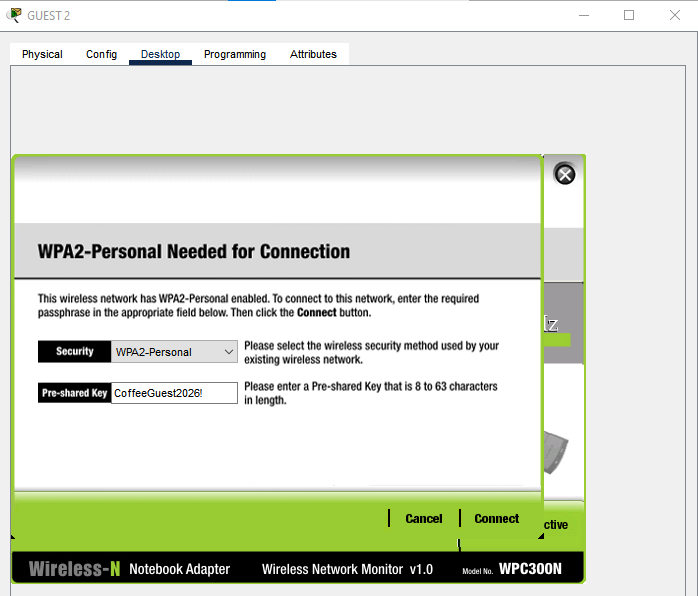 GUEST 2
Physical Config Desktop Programming Attributes
WPA2-Personal Needed for Connection
This wireless network has WPA2-Personal enabled. To connect to this network, enter the required
passphrase in the appropriate field below. Then click the Connect button.
Security WPA2-Personal Please select the wireless security method used by your
existing wireless network.
Pre-shared Key CoffeeGuest2026! Please enter a Pre-shared Key that is 8 to 63 characters
in length.
Hz
Cancel Connect
ctive
Wireless-N Notebook Adapter Wireless Network Monitor v1.0 Model No. WPC300N